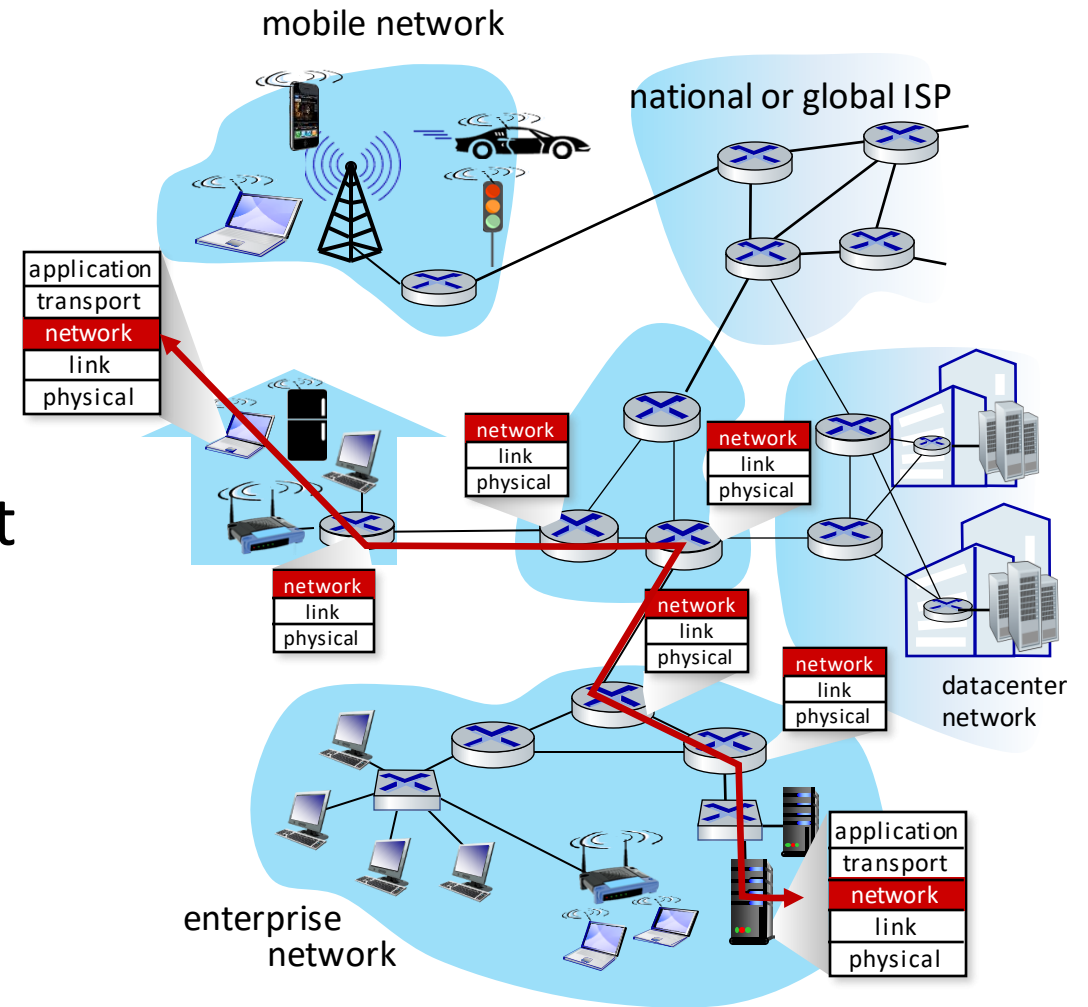 mobile network
national or global ISP
application
transport
network
link
physical
network
link
physical
network
link
physical
t
network
link
physical
network
link
physical
network
link
physical
datacenter
network
application
transport
network
link
physical
enterprise
network